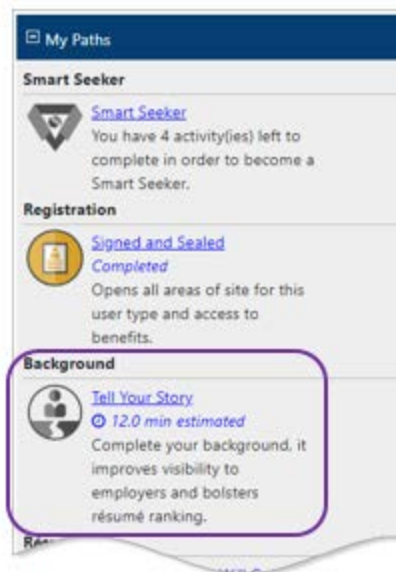 My Paths
Smart Seeker
Smart Seeker
You have 4 activity(ies) left to
complete in order to become a
Smart Seeker.
Registration
Signed and Sealed
Completed
Opens all areas of site for this
user type and access to
benefits.
Background
Tell Your Story
12.0 min estimated
Complete your background, it
improves visibility to
employers and bolsters
résumé ranking.